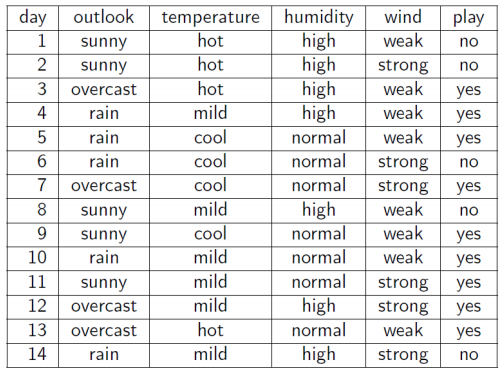 day outlook temperature humidity wind play
1 sunny hot high weak no
2 sunny hot high strong no
3 overcast hot high weak yes
4 rain mild high weak yes
5 rain cool normal weak yes
6 rain cool normal strong no
7 overcast cool normal strong yes
8 sunny mild high weak no
9 sunny cool normal weak yes
10 rain mild normal weak yes
11 sunny mild normal strong yes
12 overcast mild high strong yes
13 overcast hot normal weak yes
14 rain mild high strong no